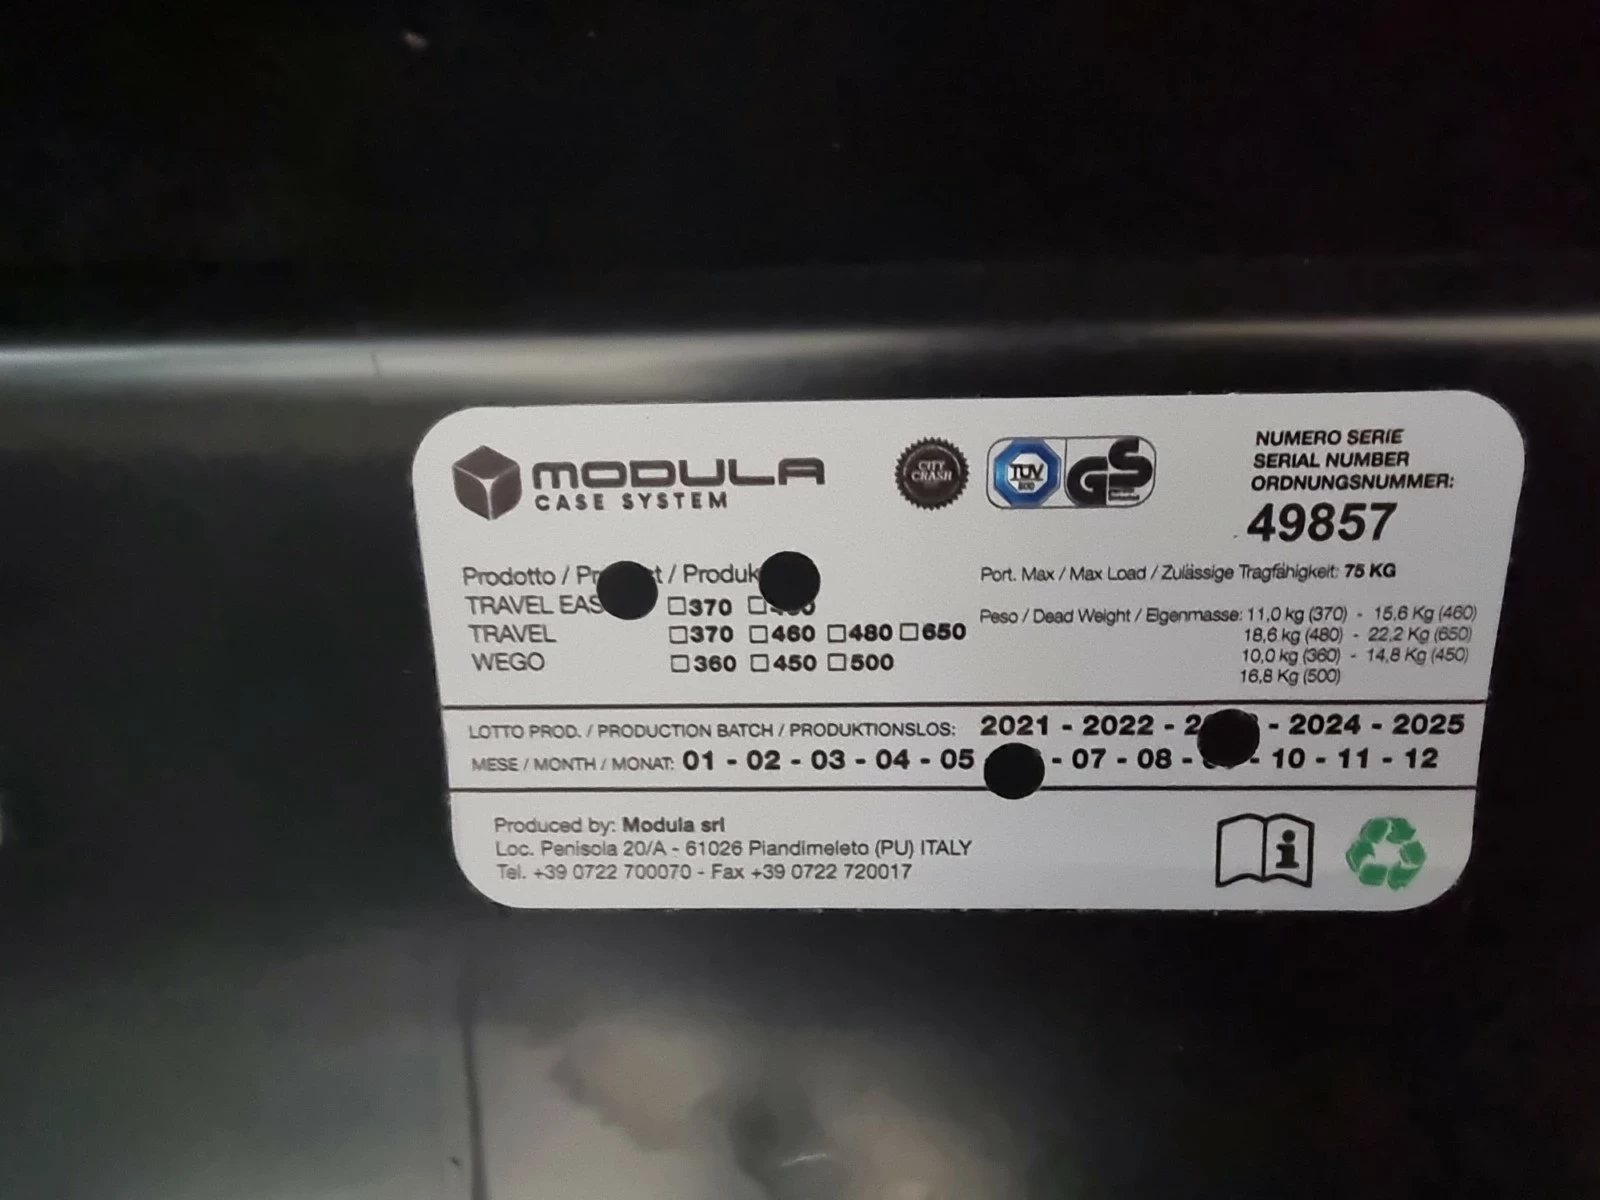 MODULA
CASE SYSTEM
CITY CRASH
TÜV
GS
NUMERO SERIE
SERIAL NUMBER
ORDNUNGSNUMMER:
49857
Prodotto / / 
TRAVEL □370 □
TRAVEL □370 □460 □480 □650
WEGO □360 □450 □500
Port. Max / Max Load / Zulässige Tragfähigkeit: 75 KG
Peso / Dead Weight / Eigenmasse: 11,0 kg (370) - 15,6 Kg (460)
18,6 kg (480) - 22,2 Kg (650)
10,0 kg (360) - 14,8 Kg (450)
16,8 Kg (500)
LOTTO PROD. / PRODUCTION BATCH / PRODUKTIONSLOS: 2021 - 2022 - - 2024 - 2025
MESE / MONTH / MONAT: 01 - 02 - 03 - 04 - 05 - 07 - 08 - - 10 - 11 - 12
Produced by: Modula srl
Loc. Penisola 20/A - 61026 Piandimeleto (PU) ITALY
Tel. +39 0722 700070 - Fax +39 0722 720017